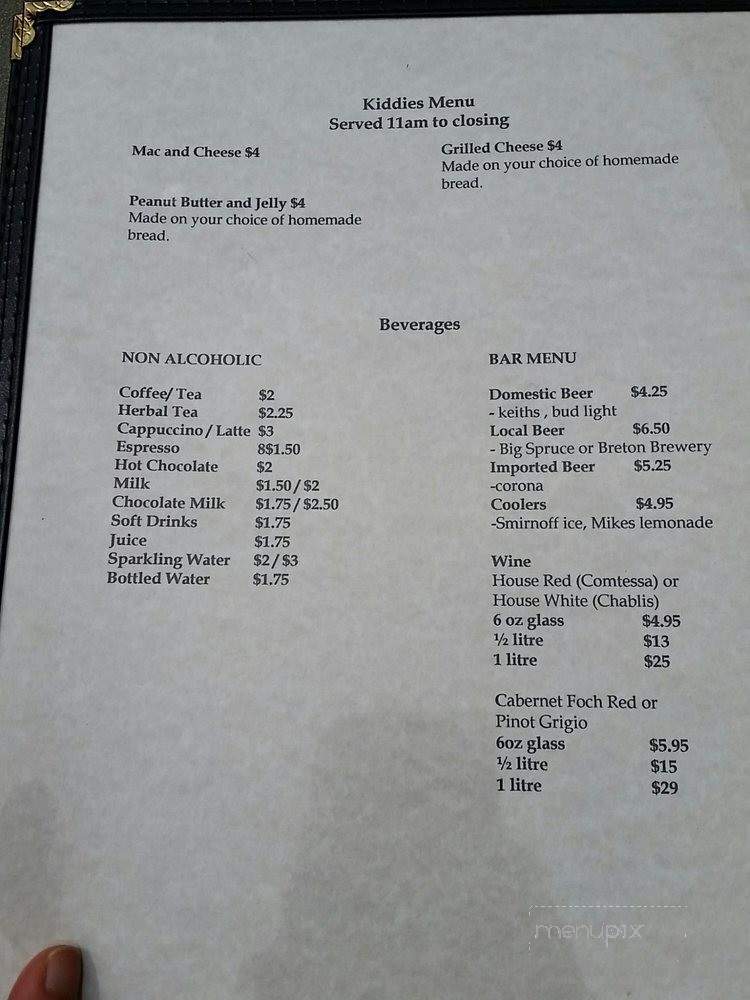 Kiddies Menu
Served 11am to closing
Mac and Cheese $4
Peanut Butter and Jelly $4
Made on your choice of homemade
bread.
Grilled Cheese $4
Made on your choice of homemade
bread.
Beverages
NON ALCOHOLIC
Coffee/ Tea $2
Herbal Tea $2.25
Cappuccino / Latte $3
Espresso 8$1.50
Hot Chocolate $2
Milk $1.50 / $2
Chocolate Milk $1.75 / $2.50
Soft Drinks $1.75
Juice $1.75
Sparkling Water $2 / $3
Bottled Water $1.75
BAR MENU
Domestic Beer $4.25
- keiths , bud light
Local Beer $6.50
- Big Spruce or Breton Brewery
Imported Beer $5.25
-corona
Coolers $4.95
-Smirnoff ice, Mikes lemonade
Wine
House Red (Comtessa) or
House White (Chablis)
6 oz glass $4.95
½ litre $13
1 litre $25
Cabernet Foch Red or
Pinot Grigio
6oz glass $5.95
½ litre $15
1 litre $29
menupix